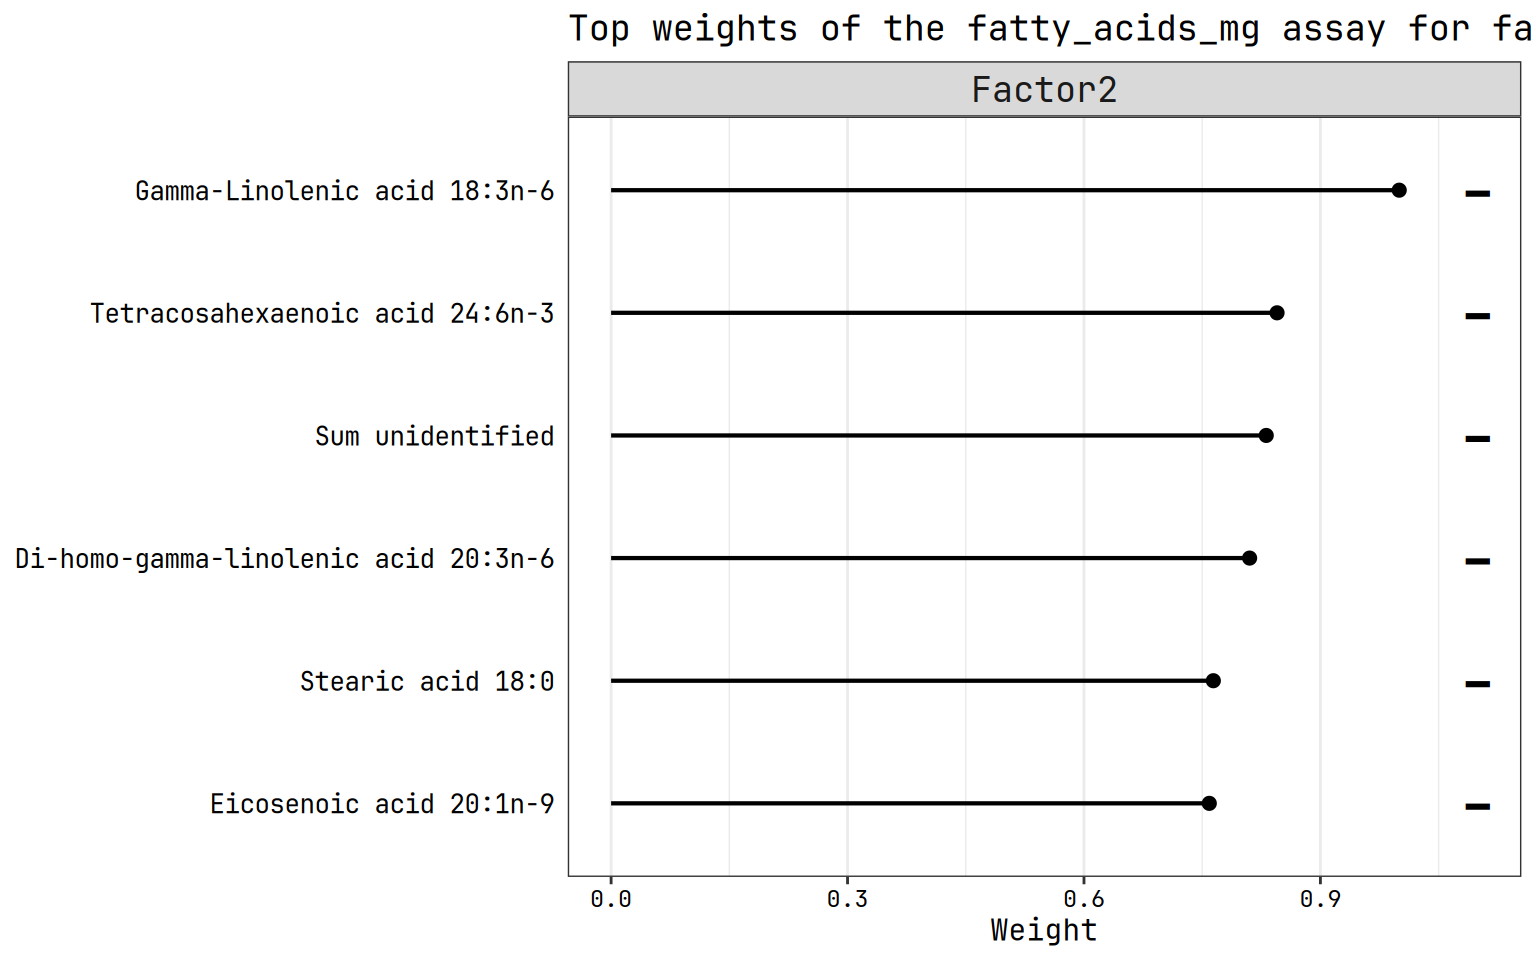 Top weights of the fatty_acids_mg assay for fa
Factor2
Gamma-Linolenic acid 18:3n-6 −
Tetracosahexaenoic acid 24:6n-3 −
Sum unidentified −
Di-homo-gamma-linolenic acid 20:3n-6 −
Stearic acid 18:0 −
Eicosenoic acid 20:1n-9 −
0.0 0.3 0.6 0.9
Weight